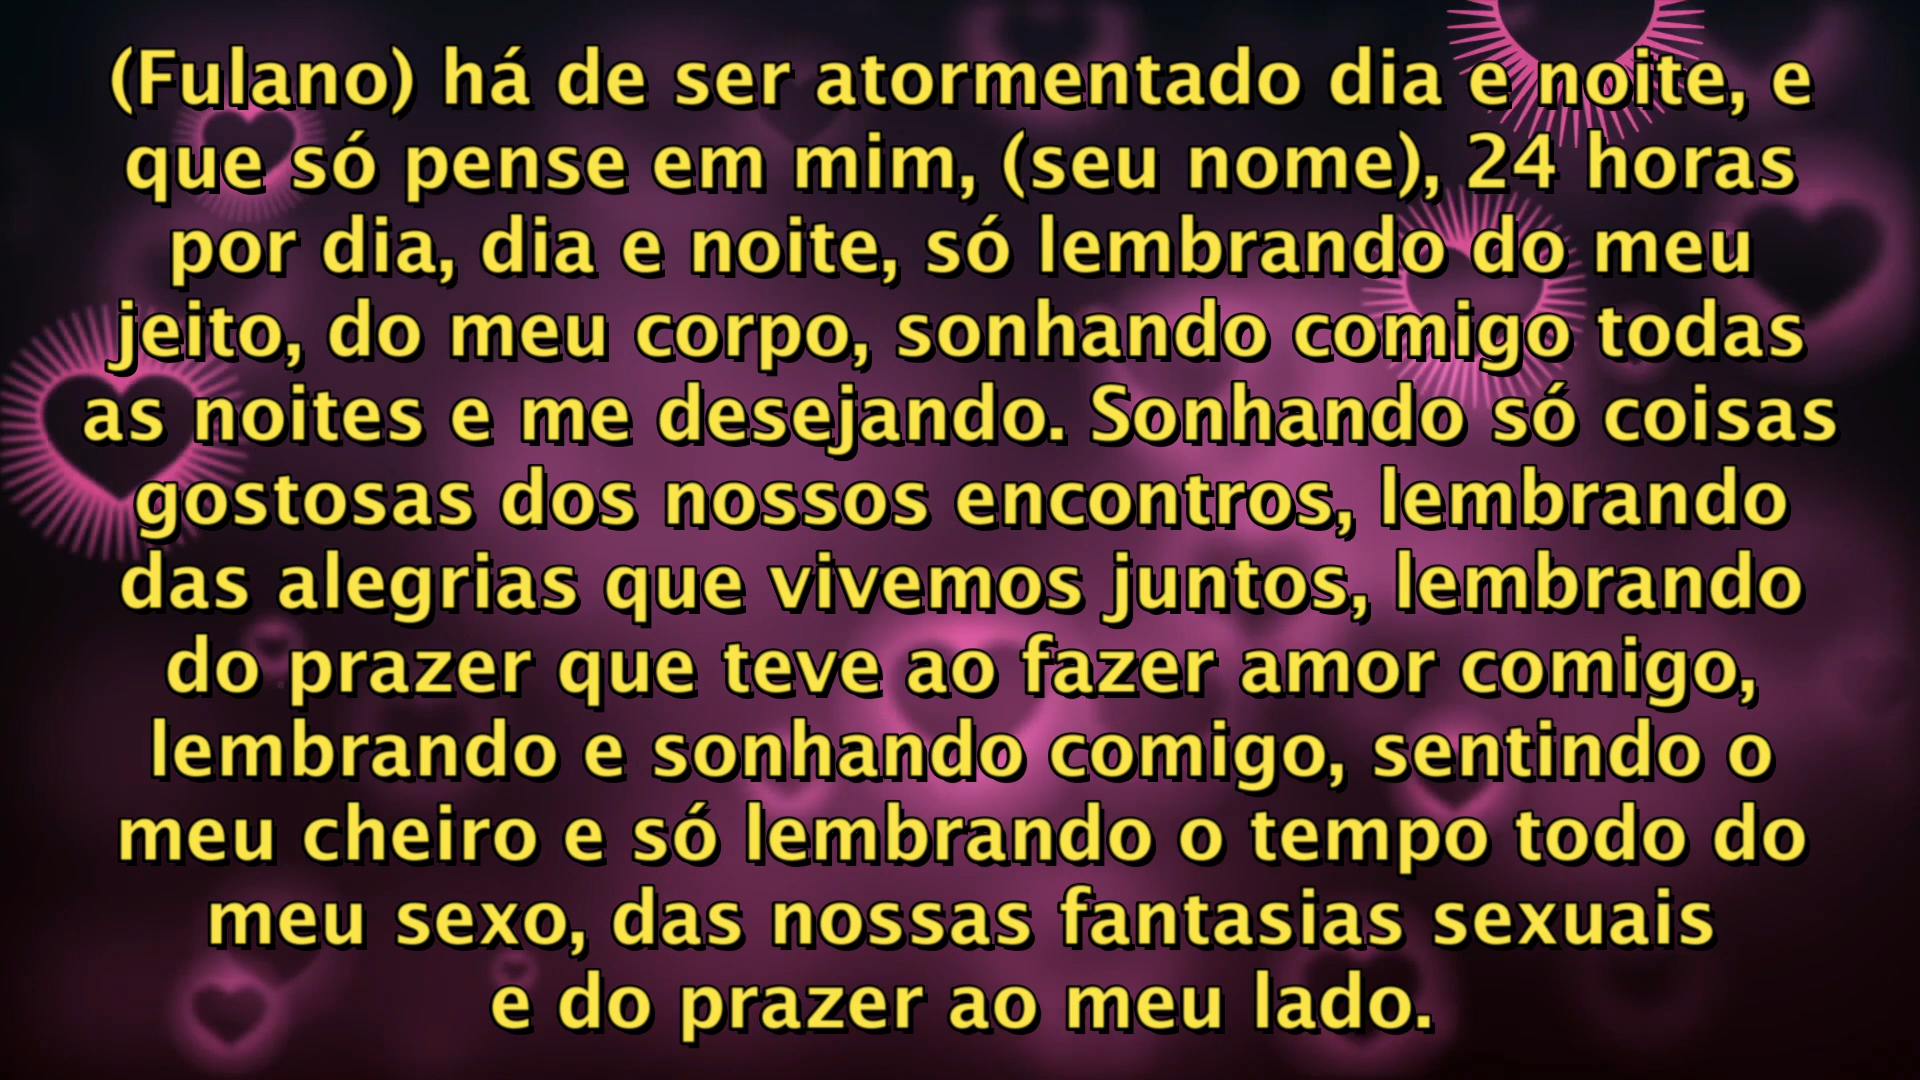 (Fulano) há de ser atormentado dia e noite, e
que só pense em mim, (seu nome), 24 horas
por dia, dia e noite, só lembrando do meu
jeito, do meu corpo, sonhando comigo todas
as noites e me desejando. Sonhando só coisas
gostosas dos nossos encontros, lembrando
das alegrias que vivemos juntos, lembrando
do prazer que teve ao fazer amor comigo,
lembrando e sonhando comigo, sentindo o
meu cheiro e só lembrando o tempo todo do
meu sexo, das nossas fantasias sexuais
e do prazer ao meu lado.